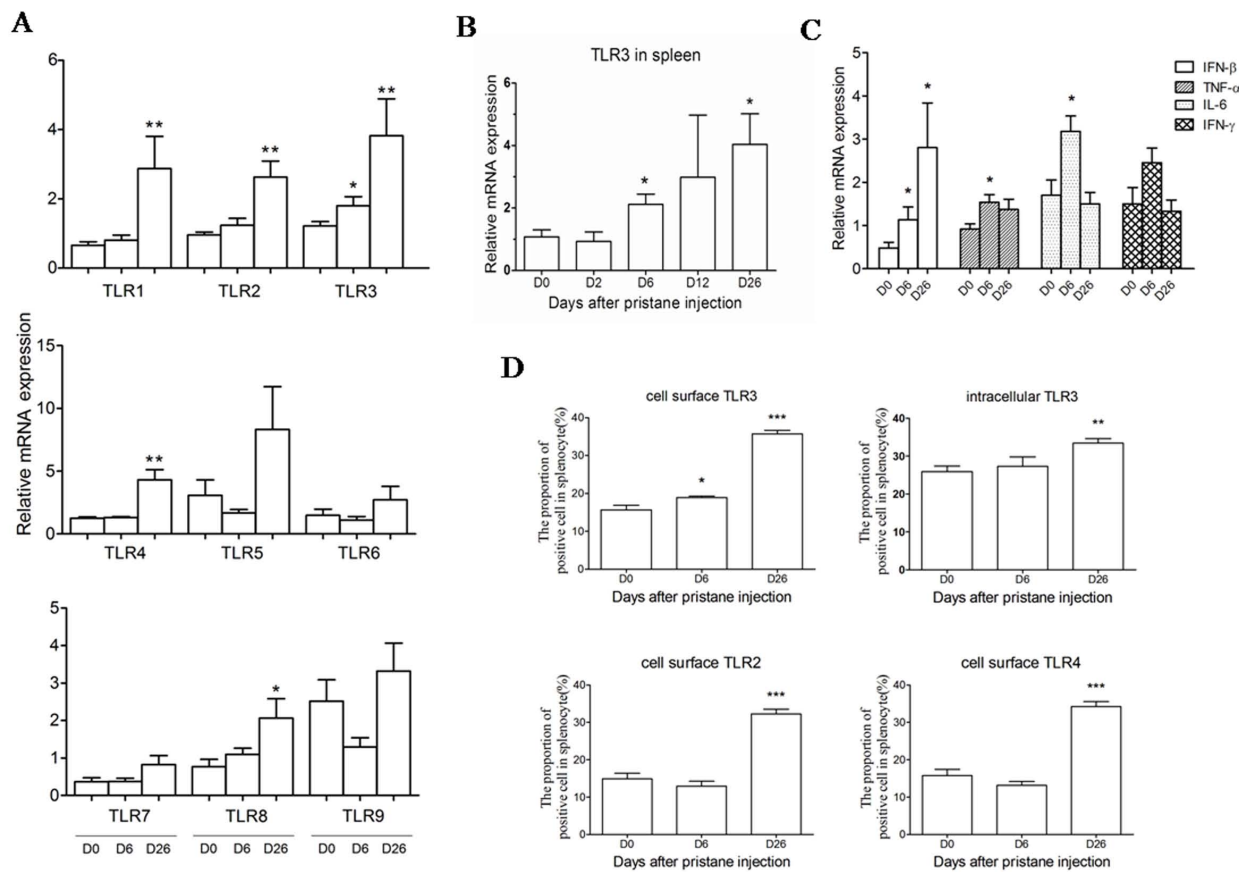 A
Relative mRNA expression
6
4
2
0
**
**
*
**
TLR1
TLR2
TLR3
15
10
5
0
**
TLR4
TLR5
TLR6
5
4
3
2
1
0
*
TLR7
TLR8
TLR9
D0 D6 D26
D0 D6 D26
D0 D6 D26
B
TLR3 in spleen
Relative mRNA expression
6
4
2
0
*
*
D0 D2 D6 D12 D26
Days after pristane injection
C
Relative mRNA expression
5
4
3
2
1
0
*
*
*
*
D0 D6 D26
D0 D6 D26
D0 D6 D26
D0 D6 D26
IFN-β
TNF-α
IL-6
IFN-γ
D
cell surface TLR3
The proportion of
positive cell in splenocyte(%)
40
30
20
10
0
*
***
D0 D6 D26
Days after pristane injection
intracellular TLR3
The proportion of
positive cell in splenocyte(%)
40
30
20
10
0
**
D0 D6 D26
Days after pristane injection
cell surface TLR2
The proportion of
positive cell in splenocyte(%)
40
30
20
10
0
***
D0 D6 D26
Days after pristane injection
cell surface TLR4
The proportion of
positive cell in splenocyte(%)
40
30
20
10
0
***
D0 D6 D26
Days after pristane injection